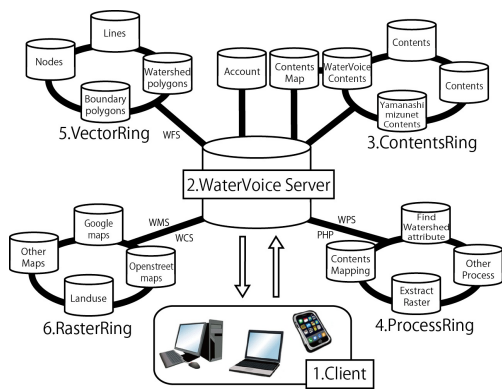 Lines
Nodes
Watershed
polygons
Boundary
polygons
5.VectorRing
WFS
Account
Contents
Map
WaterVoice
Contents
Contents
Contents
Yamanashi
mizunet
Contents
3.ContentsRing
2.WaterVoice Server
Google
maps
WMS
WCS
Other
Maps
Openstreet
maps
Landuse
6.RasterRing
WPS
PHP
Find
Watershed
attribute
Contents
Mapping
Other
Process
Exstract
Raster
4.ProcessRing
1.Client